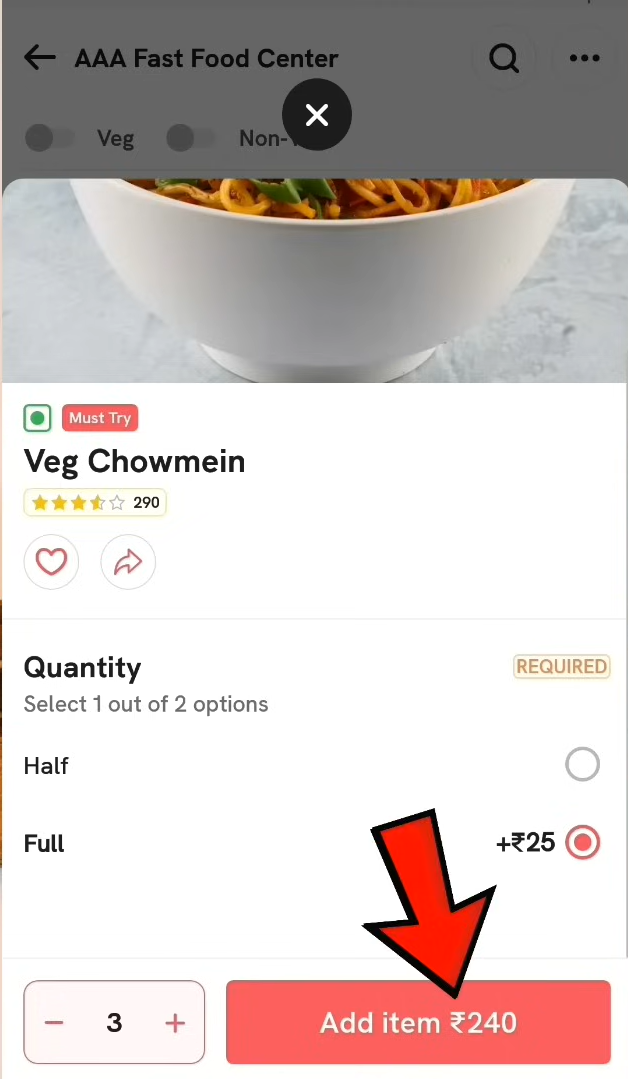 AAA Fast Food Center
Veg
Non-
Must Try
Veg Chowmein
290
Quantity
REQUIRED
Select 1 out of 2 options
Half
Full
+₹25
3
Add item ₹240